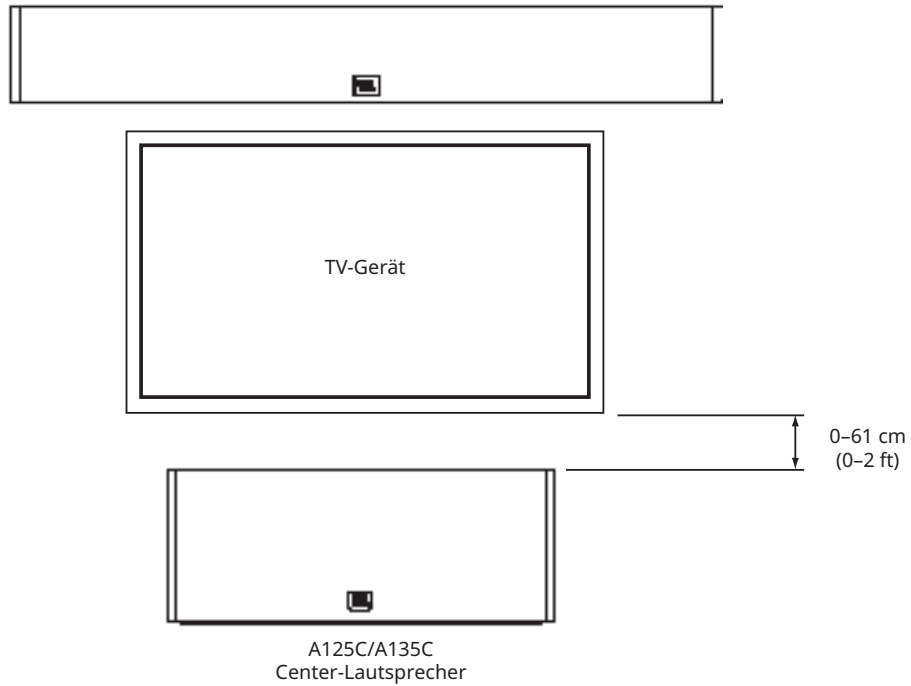 TV-Gerät
0–61 cm
(0–2 ft)
A125C/A135C
Center-Lautsprecher